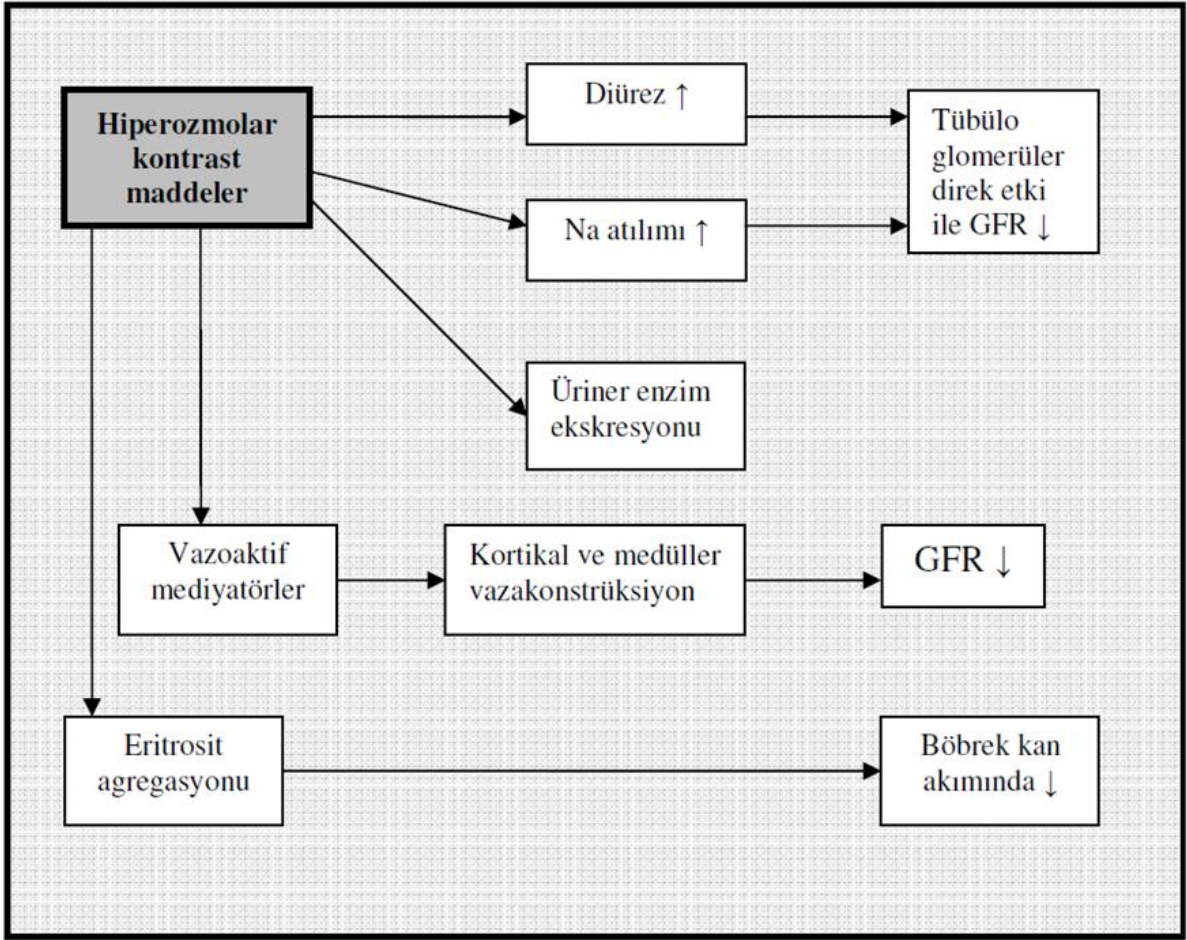 Hiperozmolar
kontrast
maddeler
Diürez ↑
Na atılımı ↑
Tübülo
glomerüler
direk etki
ile GFR ↓
Üriner enzim
ekskresyonu
Vazoaktif
mediyatörler
Kortikal ve medüller
vazakonstrüksiyon
GFR ↓
Eritrosit
agregasyonu
Böbrek kan
akımında ↓